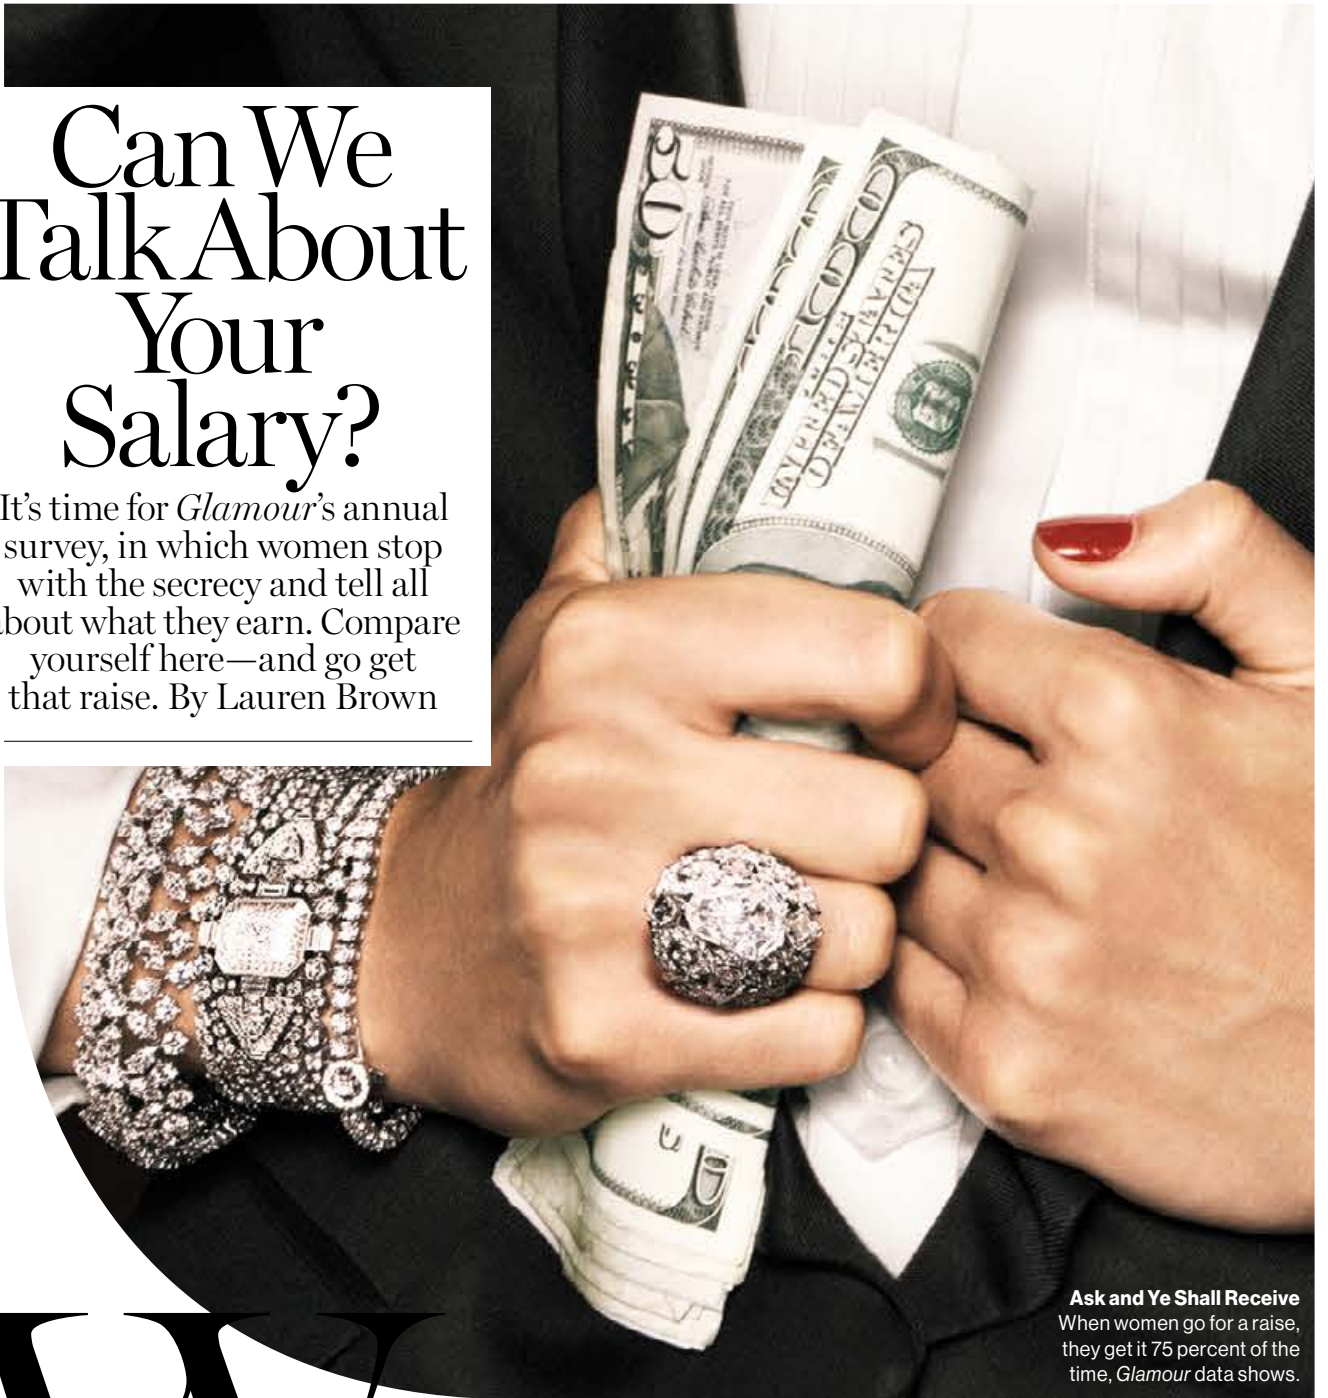 Can We
Talk About
Your
Salary?
It's time for Glamour's annual
survey, in which women stop
with the secrecy and tell all
about what they earn. Compare
yourself here—and go get
that raise. By Lauren Brown
50
Ask and Ye Shall Receive
When women go for a raise,
they get it 75 percent of the
time, Glamour data shows.